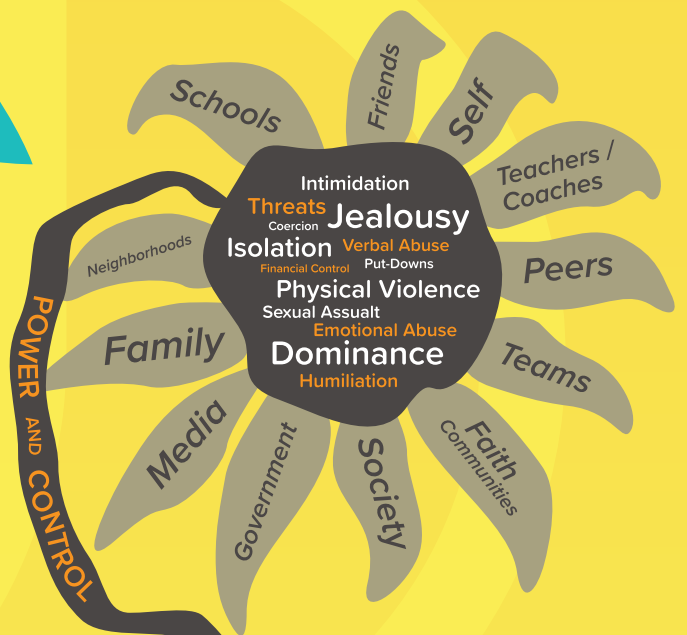 Schools
Friends
Self
Teachers /
Coaches
Peers
Teams
Faith
Communities
Society
Government
Media
Family
Neighborhoods
Intimidation
Threats
Coercion
Jealousy
Isolation
Verbal Abuse
Financial Control
Put-Downs
Physical Violence
Sexual Assualt
Emotional Abuse
Dominance
Humiliation
POWER AND CONTROL